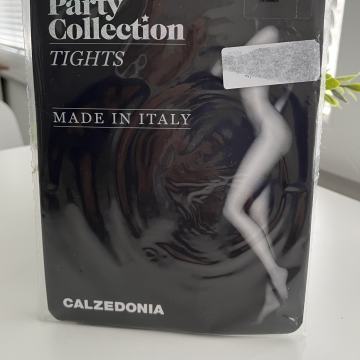 Party
Collection
TIGHTS
MADE IN ITALY
CALZEDONIA